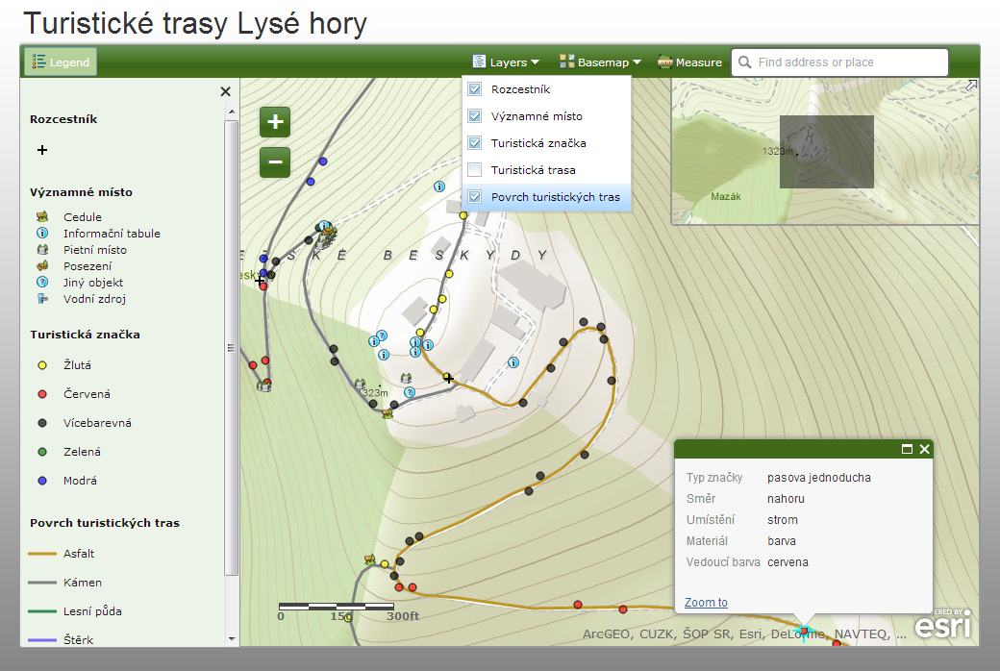 Turistické trasy Lysé hory
Legend
Layers
Basemap
Measure
Find address or place
Rozcestník
Významné místo
Turistická značka
Turistická trasa
Povrch turistických tras
Rozcestník
Významné místo
Cedule
Informační tabule
Pietní místo
Posezení
Jiný objekt
Vodní zdroj
Turistická značka
Žlutá
Červená
Vícebarevná
Zelená
Modrá
Povrch turistických tras
Asfalt
Kámen
Lesní půda
Štěrk
S K É B E S K Y D Y
1323m
Mazák
1323m
Typ značky pasova jednoducha
Směr nahoru
Umístění strom
Materiál barva
Vedoucí barva cervena
Zoom to
0 150 300ft
ArcGEO, CUZK, ŠOP SR, Esri, DeLorme, NAVTEQ, ...
esri